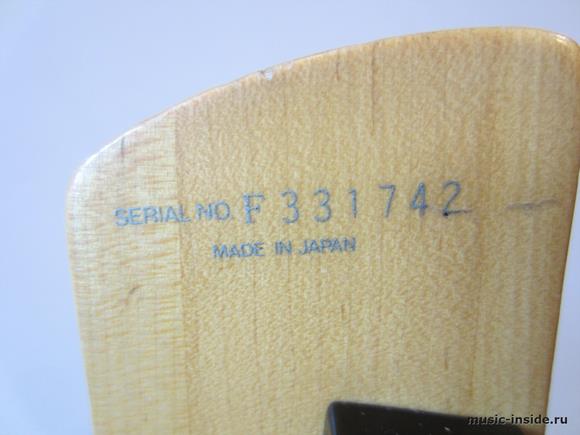 SERIAL NO. F 331742
MADE IN JAPAN
music-inside.ru